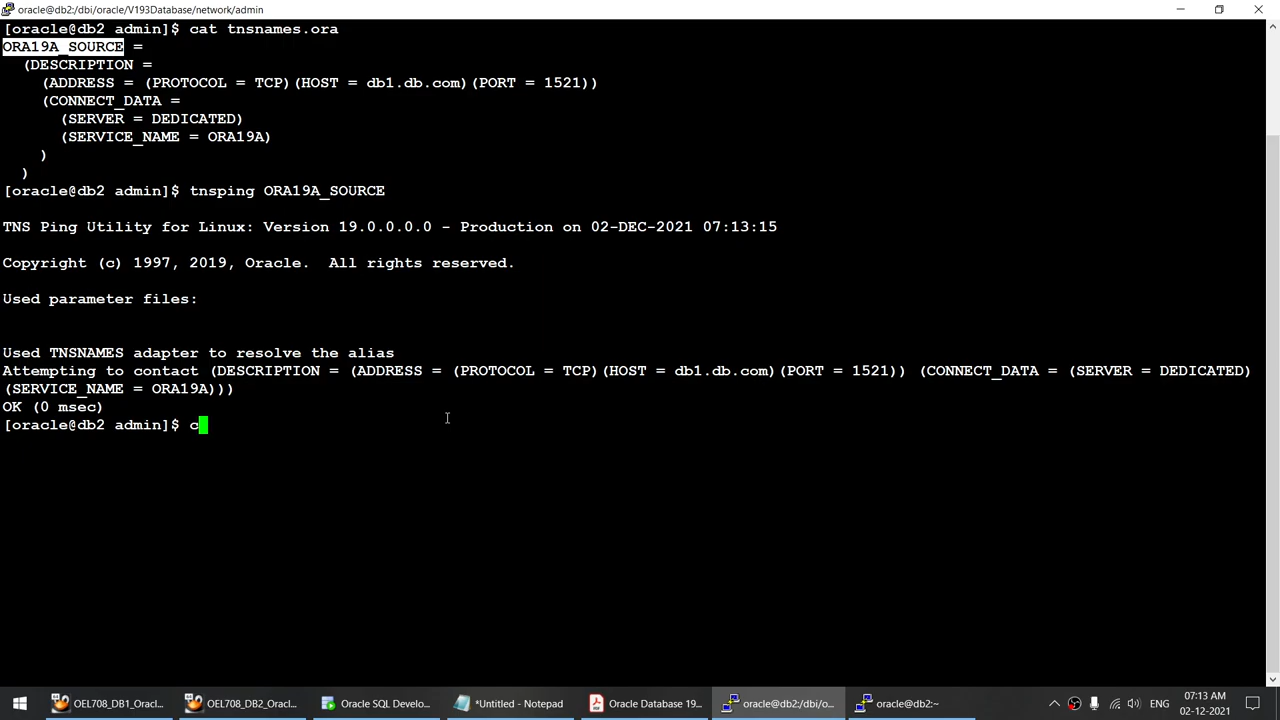 oracle@db2:/dbi/oracle/V193Database/network/admin
[oracle@db2 admin]$ cat tnsnames.ora
ORA19A_SOURCE =
  (DESCRIPTION =
    (ADDRESS = (PROTOCOL = TCP)(HOST = db1.db.com)(PORT = 1521))
    (CONNECT_DATA =
      (SERVER = DEDICATED)
      (SERVICE_NAME = ORA19A)
    )
  )
[oracle@db2 admin]$ tnsping ORA19A_SOURCE
TNS Ping Utility for Linux: Version 19.0.0.0.0 - Production on 02-DEC-2021 07:13:15
Copyright (c) 1997, 2019, Oracle.  All rights reserved.
Used parameter files:
Used TNSNAMES adapter to resolve the alias
Attempting to contact (DESCRIPTION = (ADDRESS = (PROTOCOL = TCP)(HOST = db1.db.com)(PORT = 1521)) (CONNECT_DATA = (SERVER = DEDICATED)
(SERVICE_NAME = ORA19A)))
OK (0 msec)
[oracle@db2 admin]$ c
OEL708_DB1_Oracl... OEL708_DB2_Oracl... Oracle SQL Develo... *Untitled - Notepad Oracle Database 19... oracle@db2:/dbi/o... oracle@db2:~ ENG 07:13 AM
02-12-2021